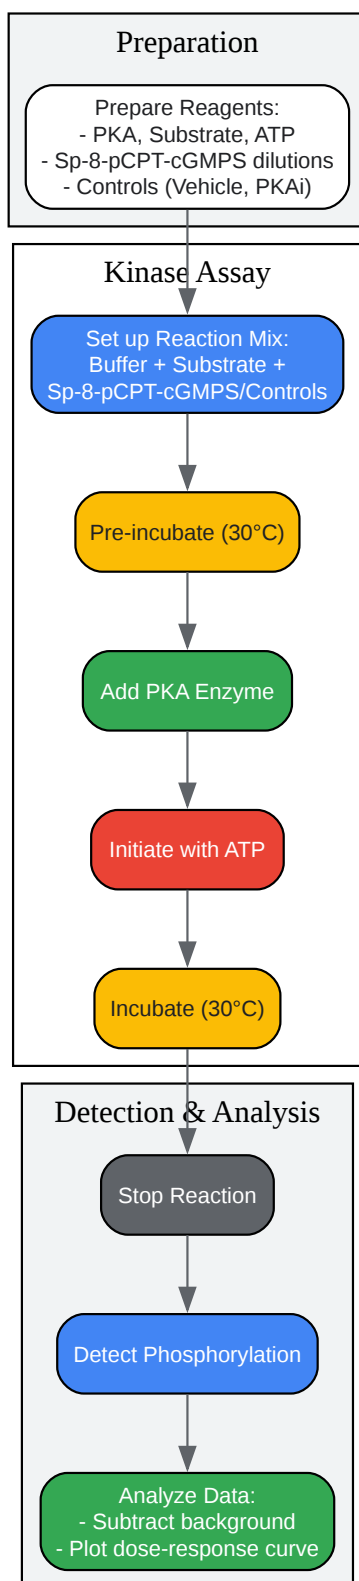 Preparation
Prepare Reagents:
- PKA, Substrate, ATP
- Sp-8-pCPT-cGMPS dilutions
- Controls (Vehicle, PKAi)
Kinase Assay
Set up Reaction Mix:
Buffer + Substrate +
Sp-8-pCPT-cGMPS/Controls
Pre-incubate (30°C)
Add PKA Enzyme
Initiate with ATP
Incubate (30°C)
Detection & Analysis
Stop Reaction
Detect Phosphorylation
Analyze Data:
- Subtract background
- Plot dose-response curve